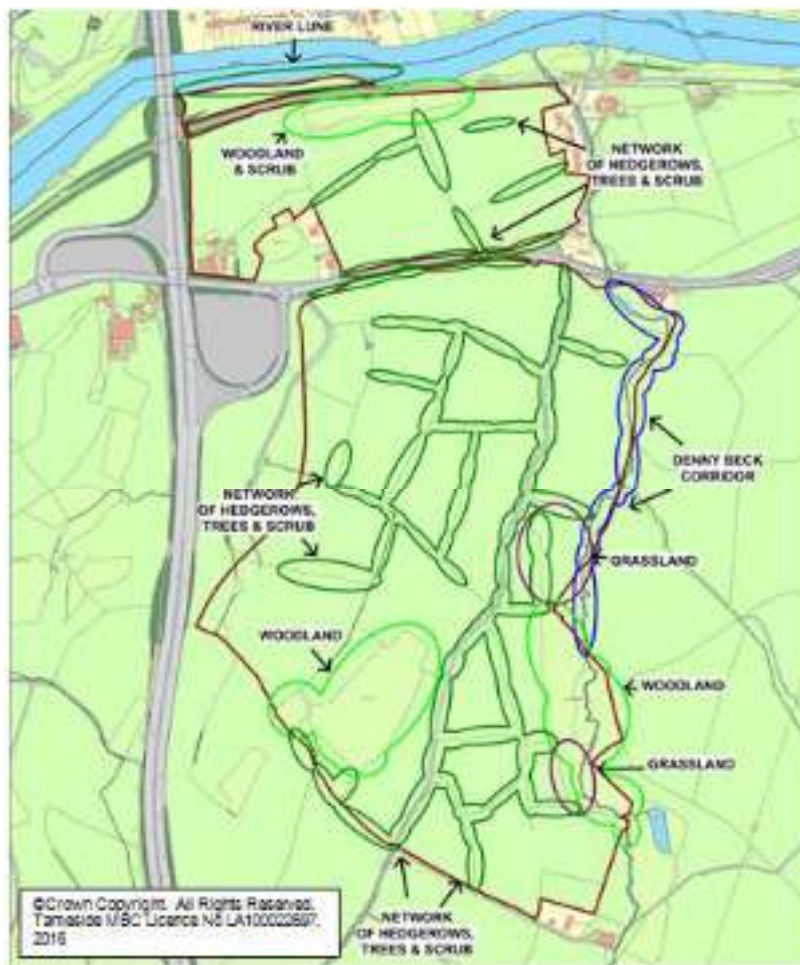 RIVER LUNE
WOODLAND
& SCRUB
NETWORK
OF HEDGEROWS,
TREES & SCRUB
DENNY BECK
CORRIDOR
NETWORK
OF HEDGEROWS,
TREES & SCRUB
GRASSLAND
WOODLAND
WOODLAND
GRASSLAND
©Crown Copyright. All Rights Reserved.
Tameside MBC Licence No LA100022697,
2016
NETWORK
OF HEDGEROWS,
TREES & SCRUB